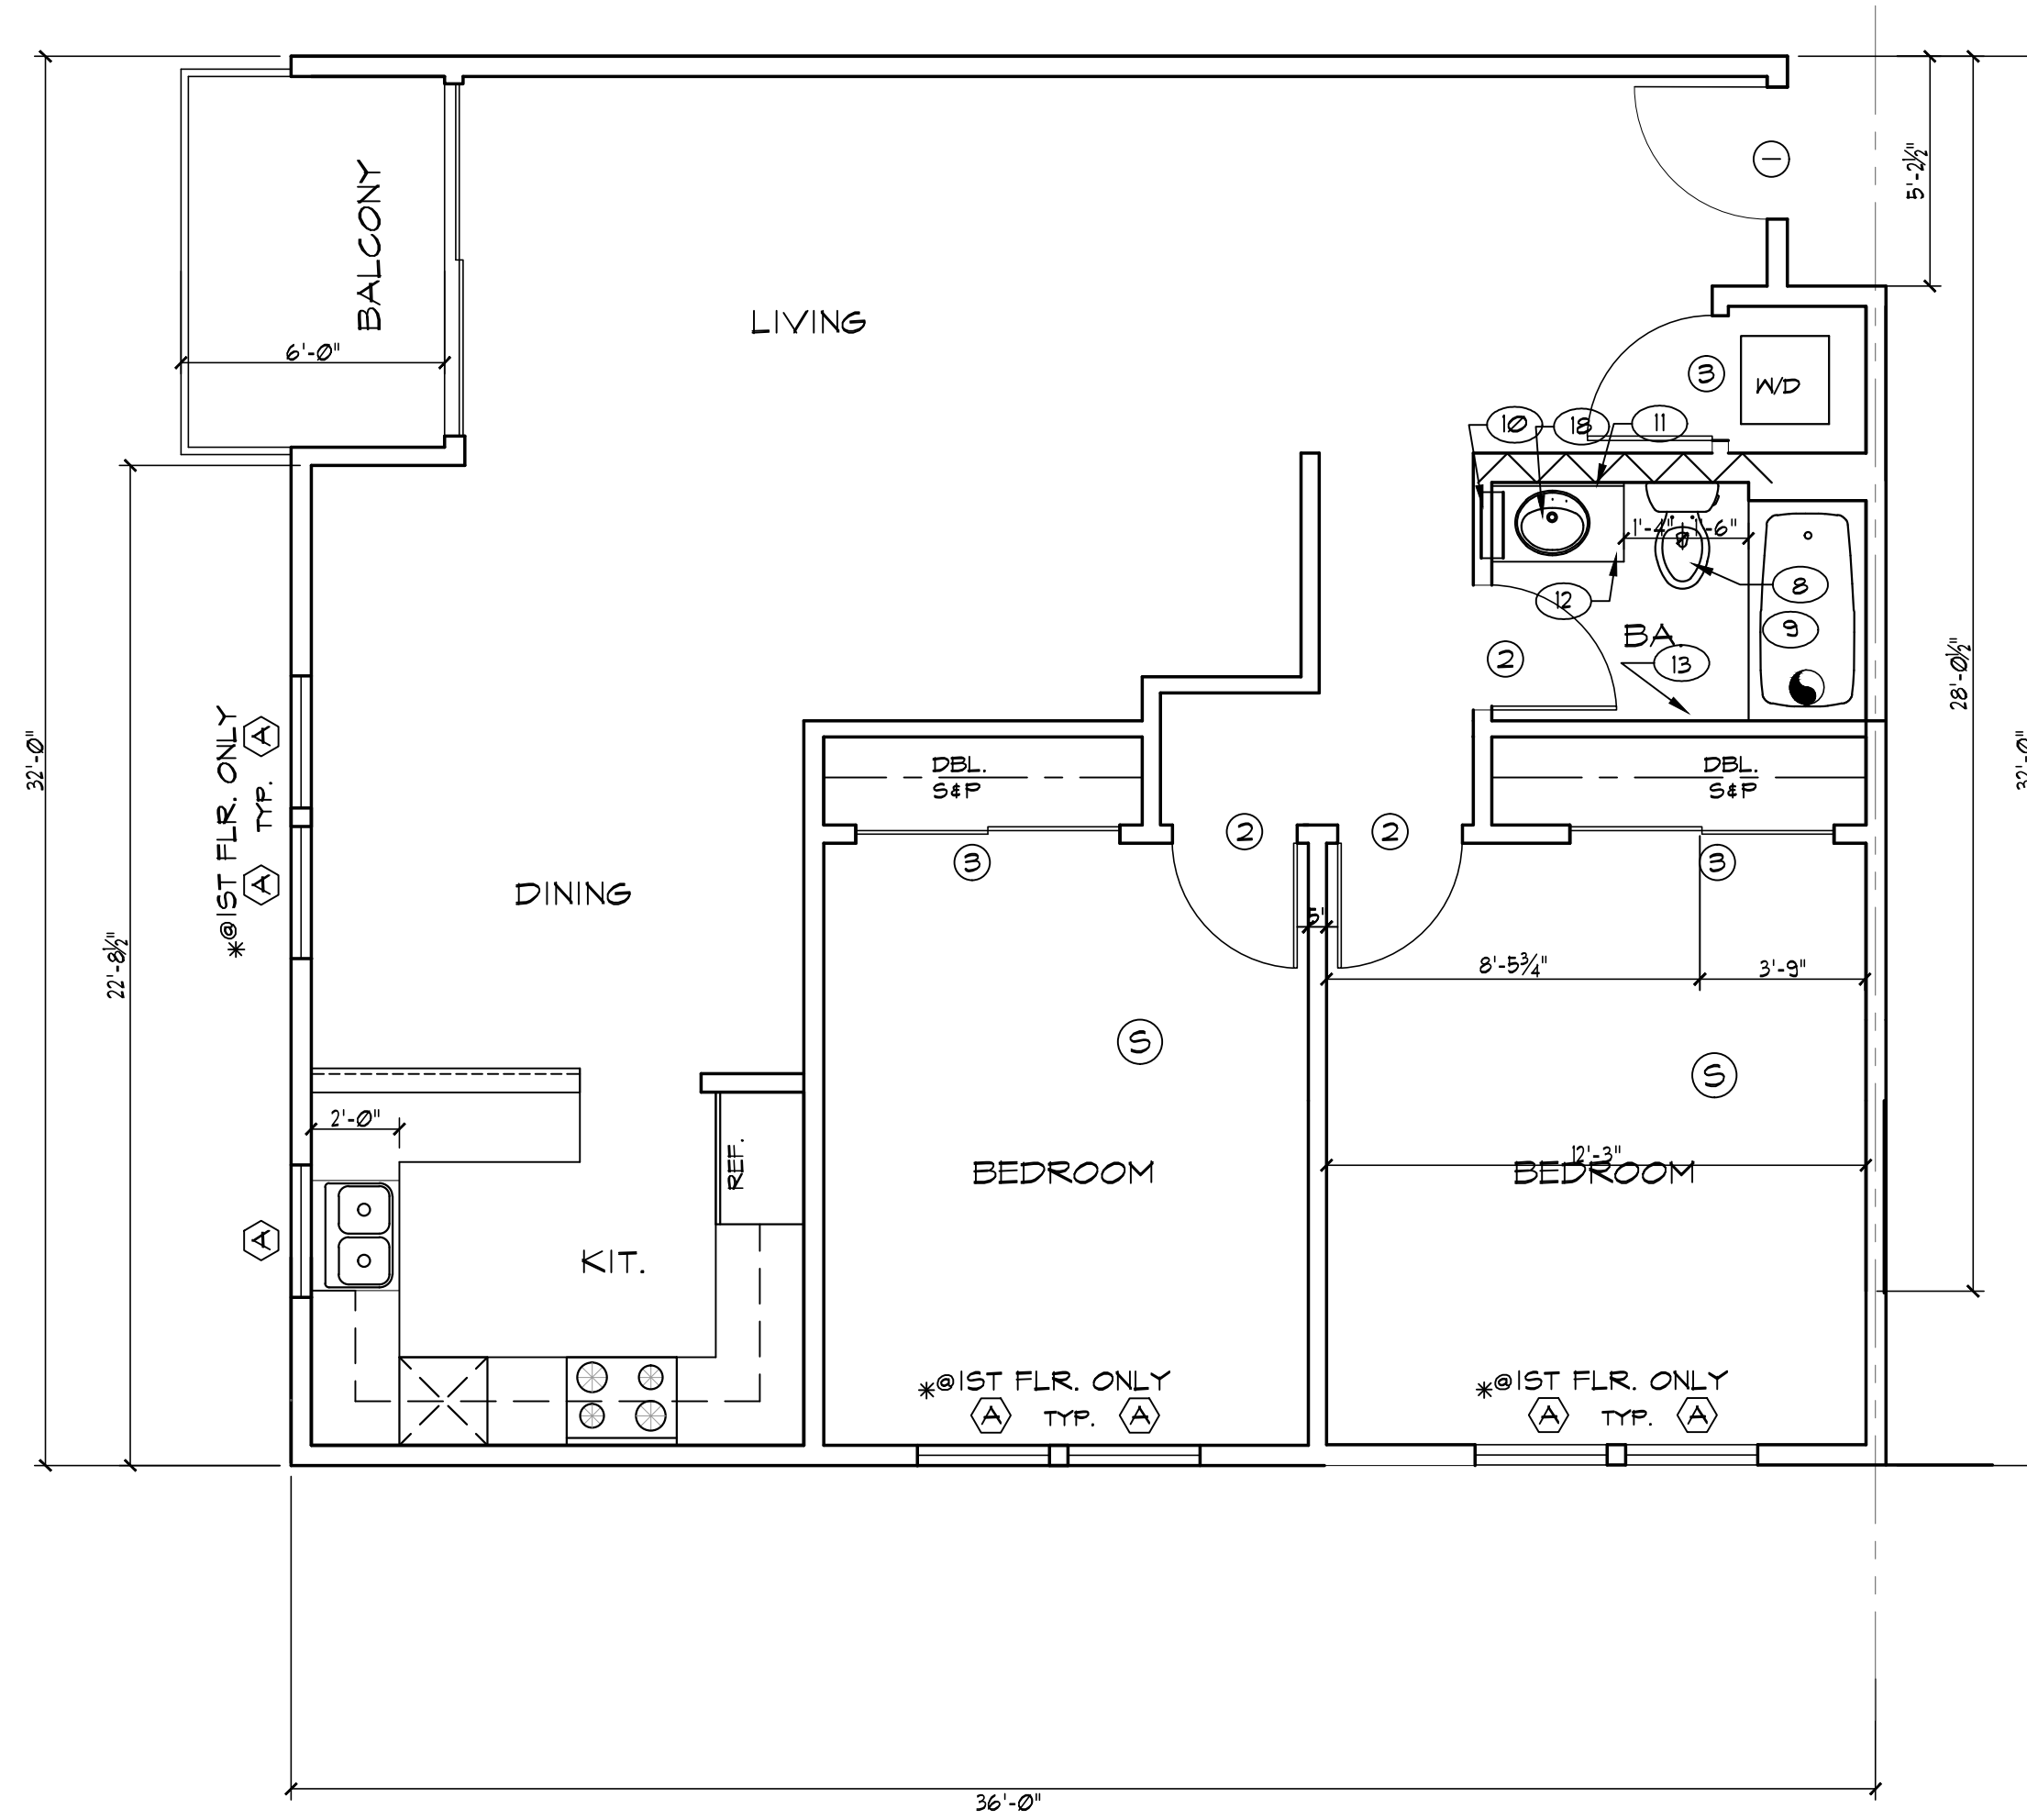 5'-2½"
1
BALCONY
LIVING
6'-0"
3
W/D
10
18
11
1'-4"
1'-6"
8
12
9
BA.
2
13
28'-0½"
32'-0"
32'-0"
*@1ST FLR. ONLY
A TYP. A
DBL.
S&P
DBL.
S&P
2
2
3
3
DINING
5"
22'-8½"
8'-5¾"
3'-9"
S
S
2'-0"
REF.
12'-3"
BEDROOM
BEDROOM
A
KIT.
*@1ST FLR. ONLY
A TYP. A
*@1ST FLR. ONLY
A TYP. A
36'-0"